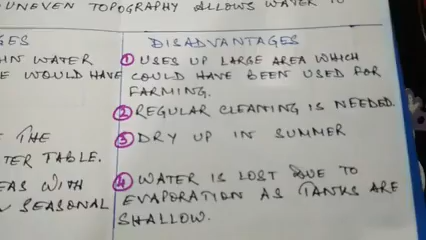 UNEVEN TOPOGRAPHY ALLOWS WATER TO
GES
DISADVANTAGES
HN WATER
① USES UP LARGE AREA WHICH
E WOULD HAVE
COULD HAVE BEEN USED FOR
FARMING.
② REGULAR CLEANING IS NEEDED.
THE
③ DRY UP IN SUMMER
TER TABLE.
EAS WITH
④ WATER IS LOST DUE TO
SEASONAL
EVAPORATION AS TANKS ARE
SHALLOW.